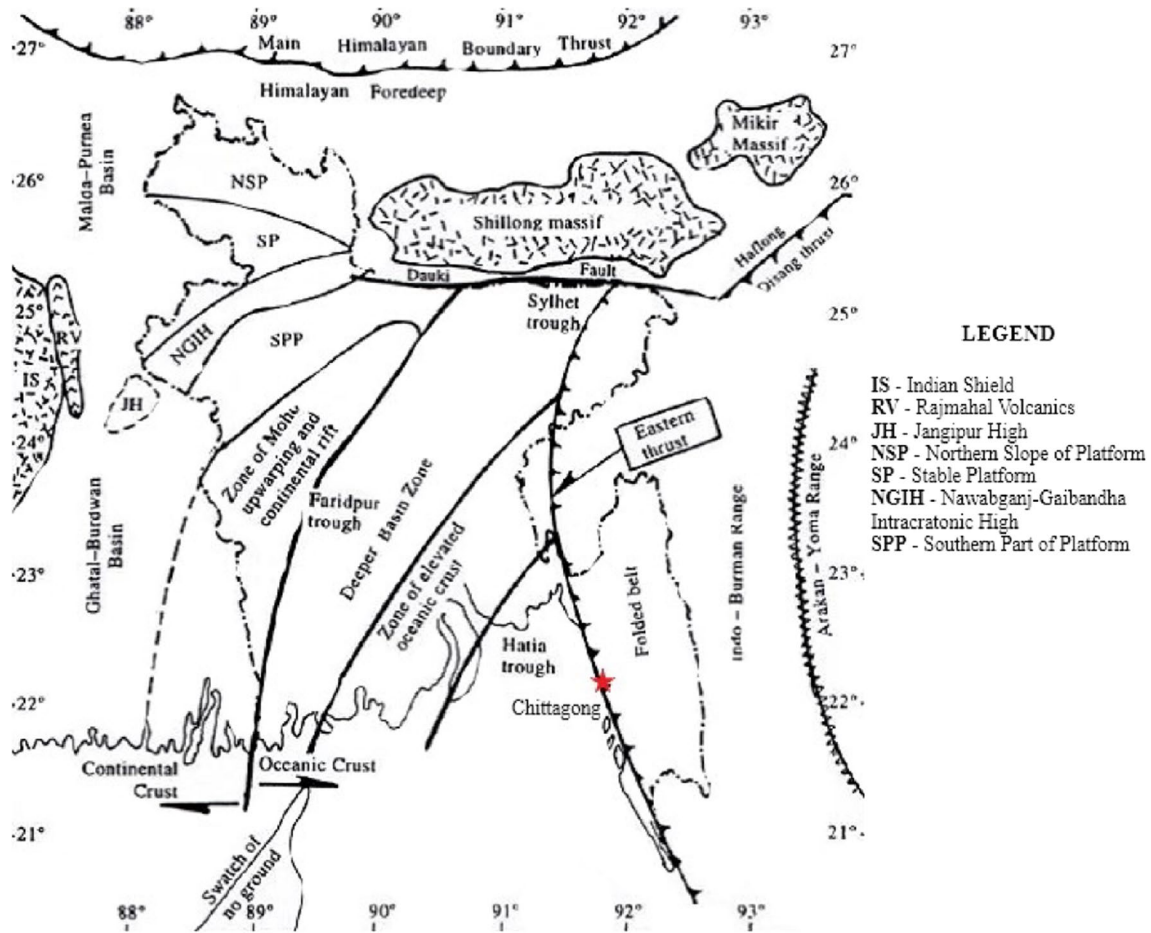 88°
89°
90°
91°
92°
93°
27°
27°
Main Himalayan Boundary Thrust
Himalayan Foredeep
Mikir
Massif
Malda-Purnea
Basin
NSP
26°
26°
Shillong massif
SP
Haflong
Disang thrust
Dauki Fault
Sylhet
trough
25°
25°
RV
NGIH
SPP
IS
JH
24°
24°
Eastern
thrust
Zone of Moho
upwarping and
continental rift
Faridpur
trough
Deeper Basin Zone
Ghatal-Burdwan
Basin
23°
23°
Zone of elevated
oceanic crust
Hatia
trough
Folded belt
Indo - Burman Range
Arakan - Yoma Range
22°
22°
Chittagong
Continental
Crust
Oceanic Crust
21°
21°
Swatch of
no ground
88°
89°
90°
91°
92°
93°
LEGEND
IS - Indian Shield
RV - Rajmahal Volcanics
JH - Jangipur High
NSP - Northern Slope of Platform
SP - Stable Platform
NGIH - Nawabganj-Gaibandha
Intracratonic High
SPP - Southern Part of Platform